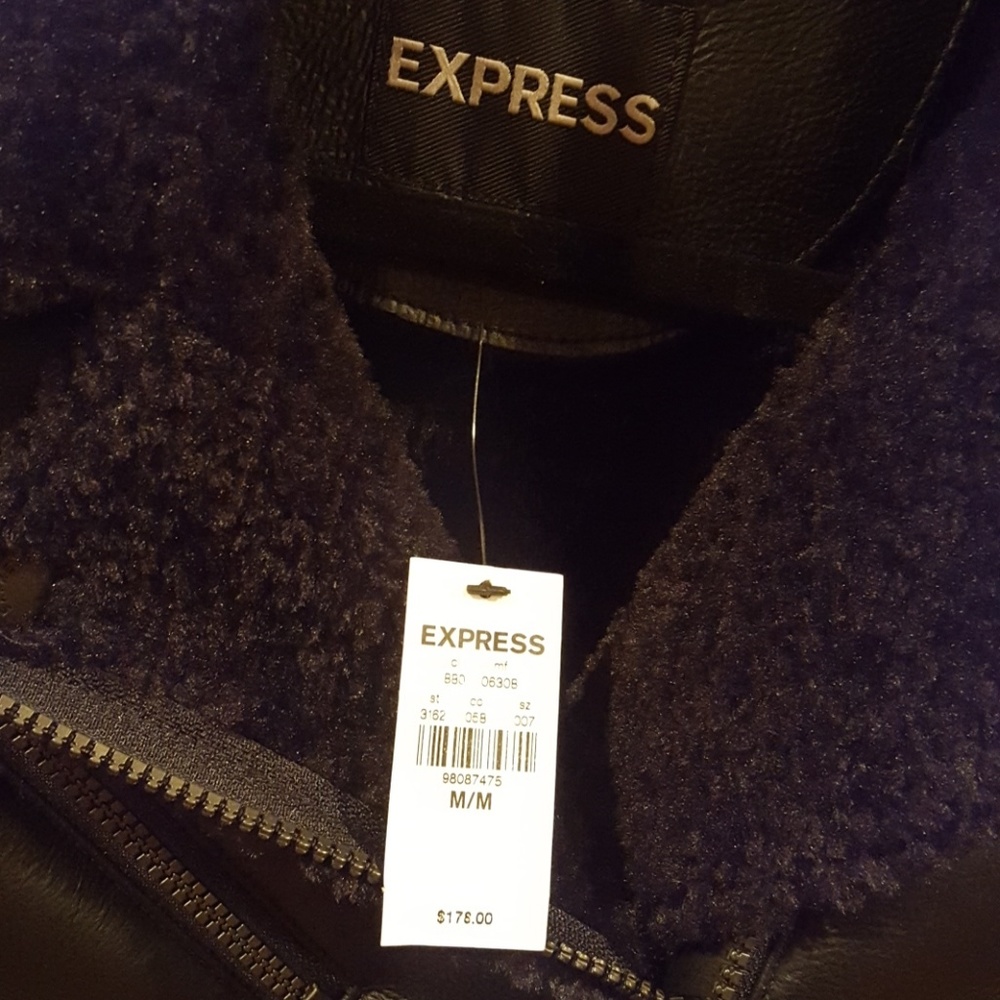 EXPRESS
EXPRESS
c mf
880 06308
st cc sz
3162 058 007
98087475
M/M
$178.00